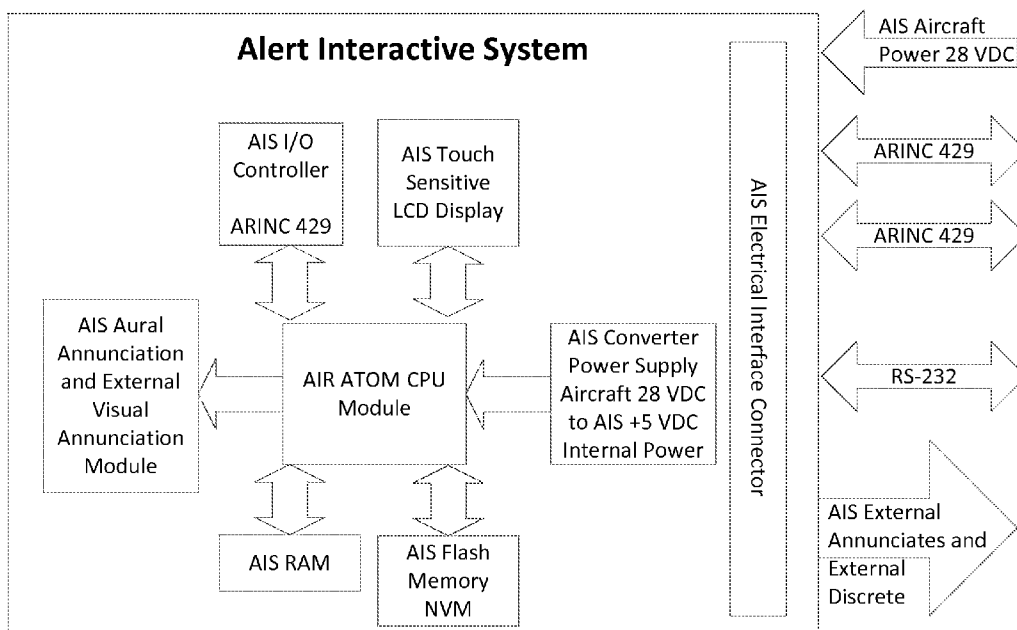 Alert Interactive System
AIS Aircraft
Power 28 VDC
ARINC 429
ARINC 429
RS-232
AIS External
Annunciates and
External
Discrete
AIS Electrical Interface Connector
AIS I/O
Controller
ARINC 429
AIS Touch
Sensitive
LCD Display
AIS Aural
Annunciation
and External
Visual
Annunciation
Module
AIR ATOM CPU
Module
AIS Converter
Power Supply
Aircraft 28 VDC
to AIS +5 VDC
Internal Power
AIS RAM
AIS Flash
Memory
NVM